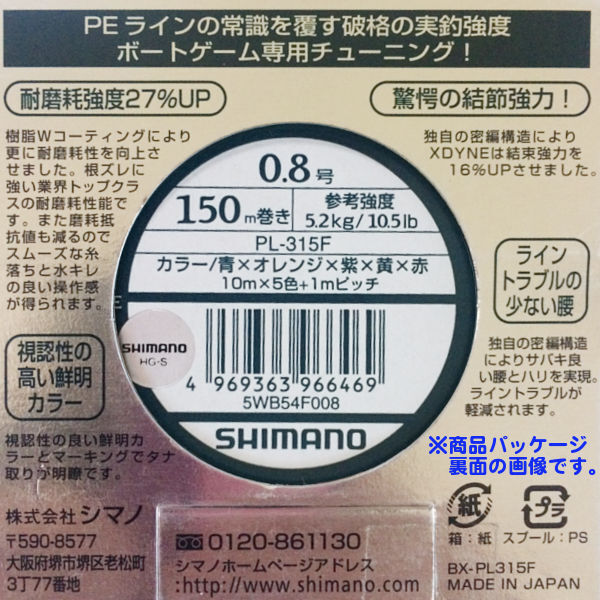 PEラインの常識を覆す破格の実釣強度
ボートゲーム専用チューニング！
耐磨耗強度27%UP
樹脂Wコーティングにより
更に耐磨耗性を向上さ
せました。根ズレに
強い業界トップクラ
スの耐磨耗性能で
す。また磨耗抵
抗値も減るので
スムーズな糸
落ちと水キレ
の良い操作感
が得られます。
驚愕の結節強力！
独自の密編構造により
XDYNEは結束強力を
16%UPさせました。
0.8号
150m巻き
参考強度
5.2kg/10.5lb
PL-315F
カラー/青×オレンジ×紫×黄×赤
10m×5色+1mピッチ
E
SHIMANO
HG-S
4 969363 966469
5WB54F008
SHIMANO
視認性の
高い鮮明
カラー
視認性の良い鮮明カ
ラーとマーキングでタナ
取りが明瞭です。
ライン
トラブルの
少ない腰
独自の密編構造
によりサバキ良
い腰とハリを実現。
ライントラブルが
軽減されます。
※商品パッケージ
裏面の画像です。
株式会社シマノ
〒590-8577
大阪府堺市堺区老松町
3丁77番地
0120-861130
シマノホームページアドレス
:http://www.shimano.com/
紙
プラ
箱：紙
スプール：PS
BX-PL315F
MADE IN JAPAN